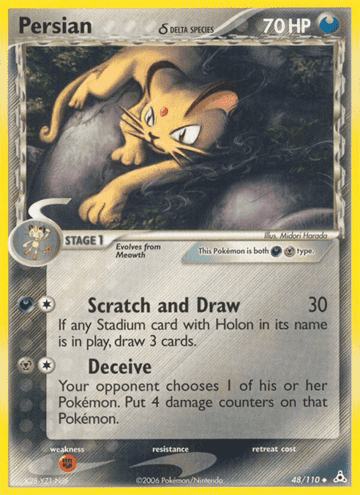 Persian δ DELTA SPECIES 70 HP
Illus. Midori Harada
STAGE 1 Evolves from Meowth This Pokémon is both type.
Scratch and Draw 30
If any Stadium card with Holon in its name
is in play, draw 3 cards.
Deceive
Your opponent chooses 1 of his or her
Pokémon. Put 4 damage counters on that
Pokémon.
weakness resistance retreat cost
©2006 Pokémon/Nintendo 48/110